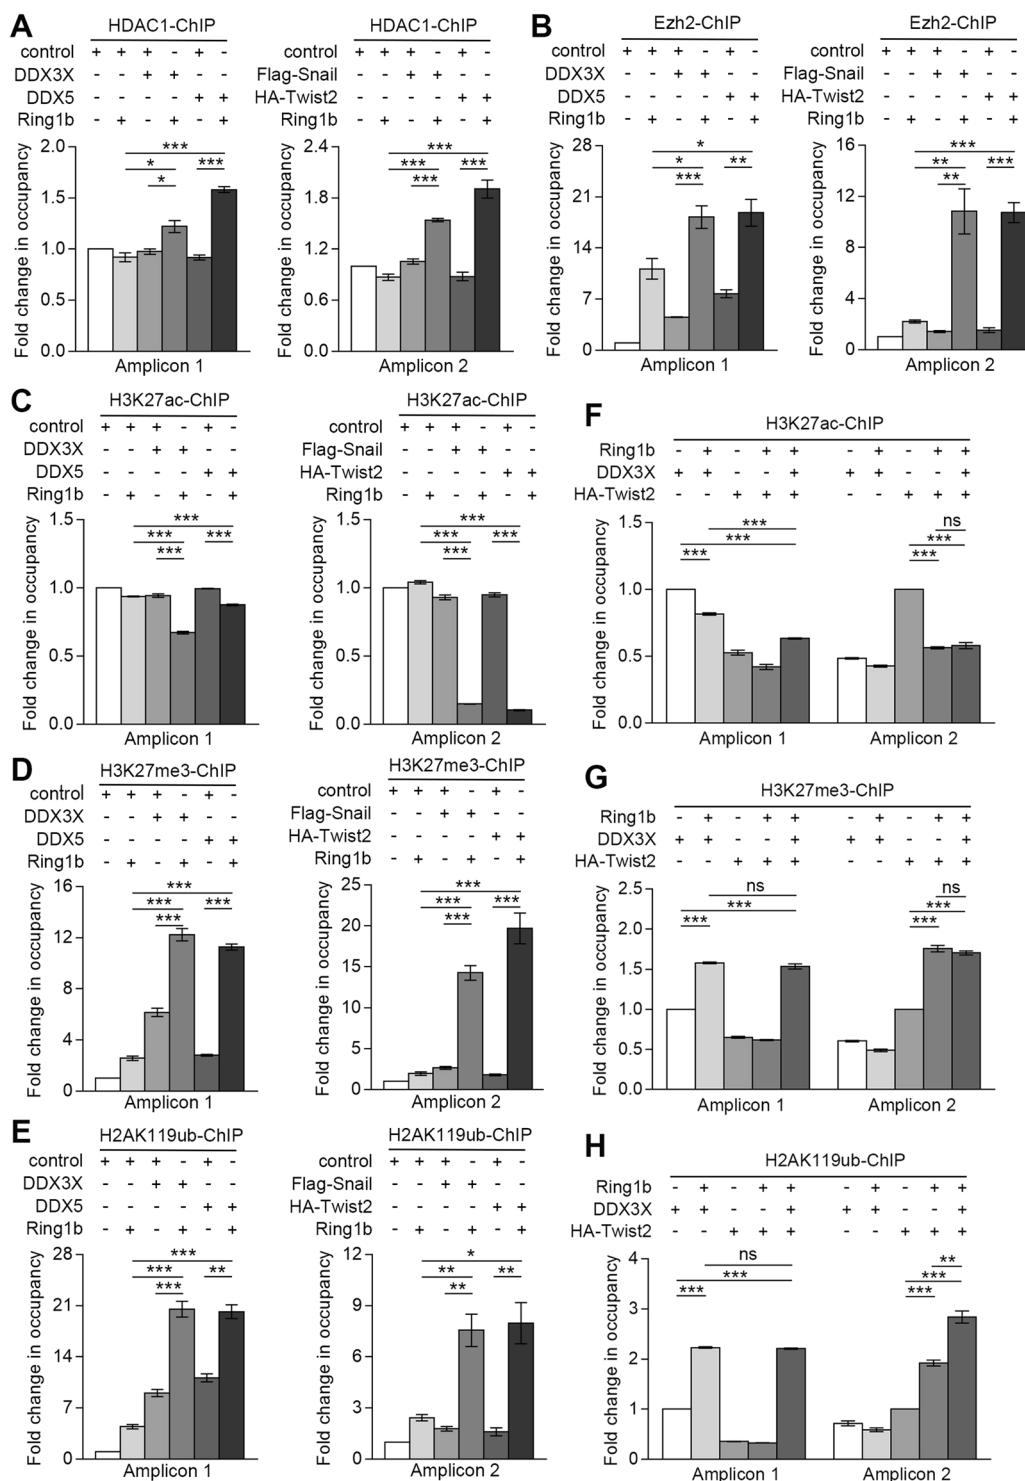 A
HDAC1-ChIP
control + + + - + -
DDX3X - - + + - -
DDX5 - - - - + +
Ring1b - + - + - +
***
* ***
*
Fold change in occupancy
2.0
1.5
1.0
0.5
0.0
Amplicon 1
HDAC1-ChIP
control + + + - + -
Flag-Snail - - + + - -
HA-Twist2 - - - - + +
Ring1b - + - + - +
***
*** ***
***
Fold change in occupancy
2.4
1.8
1.2
0.6
0.0
Amplicon 2
B
Ezh2-ChIP
control + + + - + -
DDX3X - - + + - -
DDX5 - - - - + +
Ring1b - + - + - +
*
* **
***
Fold change in occupancy
28
21
14
7
0
Amplicon 1
Ezh2-ChIP
control + + + - + -
Flag-Snail - - + + - -
HA-Twist2 - - - - + +
Ring1b - + - + - +
***
** ***
**
Fold change in occupancy
16
12
8
4
0
Amplicon 2
C
H3K27ac-ChIP
control + + + - + -
DDX3X - - + + - -
DDX5 - - - - + +
Ring1b - + - + - +
***
*** ***
***
Fold change in occupancy
1.5
1.0
0.5
0.0
Amplicon 1
H3K27ac-ChIP
control + + + - + -
Flag-Snail - - + + - -
HA-Twist2 - - - - + +
Ring1b - + - + - +
***
*** ***
***
Fold change in occupancy
1.5
1.0
0.5
0.0
Amplicon 2
D
H3K27me3-ChIP
control + + + - + -
DDX3X - - + + - -
DDX5 - - - - + +
Ring1b - + - + - +
***
*** ***
***
Fold change in occupancy
16
12
8
4
0
Amplicon 1
H3K27me3-ChIP
control + + + - + -
Flag-Snail - - + + - -
HA-Twist2 - - - - + +
Ring1b - + - + - +
***
*** ***
***
Fold change in occupancy
25
20
15
10
5
0
Amplicon 2
E
H2AK119ub-ChIP
control + + + - + -
DDX3X - - + + - -
DDX5 - - - - + +
Ring1b - + - + - +
***
*** **
***
Fold change in occupancy
28
21
14
7
0
Amplicon 1
H2AK119ub-ChIP
control + + + - + -
Flag-Snail - - + + - -
HA-Twist2 - - - - + +
Ring1b - + - + - +
*
** **
**
Fold change in occupancy
12
9
6
3
0
Amplicon 2
F
H3K27ac-ChIP
Ring1b - + - + + - + - + +
DDX3X + + - - + + + - - +
HA-Twist2 - - + + + - - + + +
*** ns
*** ***
*** ***
Fold change in occupancy
1.5
1.0
0.5
0.0
Amplicon 1 Amplicon 2
G
H3K27me3-ChIP
Ring1b - + - + + - + - + +
DDX3X + + - - + + + - - +
HA-Twist2 - - + + + - - + + +
ns ns
*** ***
*** ***
Fold change in occupancy
2.5
2.0
1.5
1.0
0.5
0.0
Amplicon 1 Amplicon 2
H
H2AK119ub-ChIP
Ring1b - + - + + - + - + +
DDX3X + + - - + + + - - +
HA-Twist2 - - + + + - - + + +
ns **
*** ***
*** ***
Fold change in occupancy
4
3
2
1
0
Amplicon 1 Amplicon 2